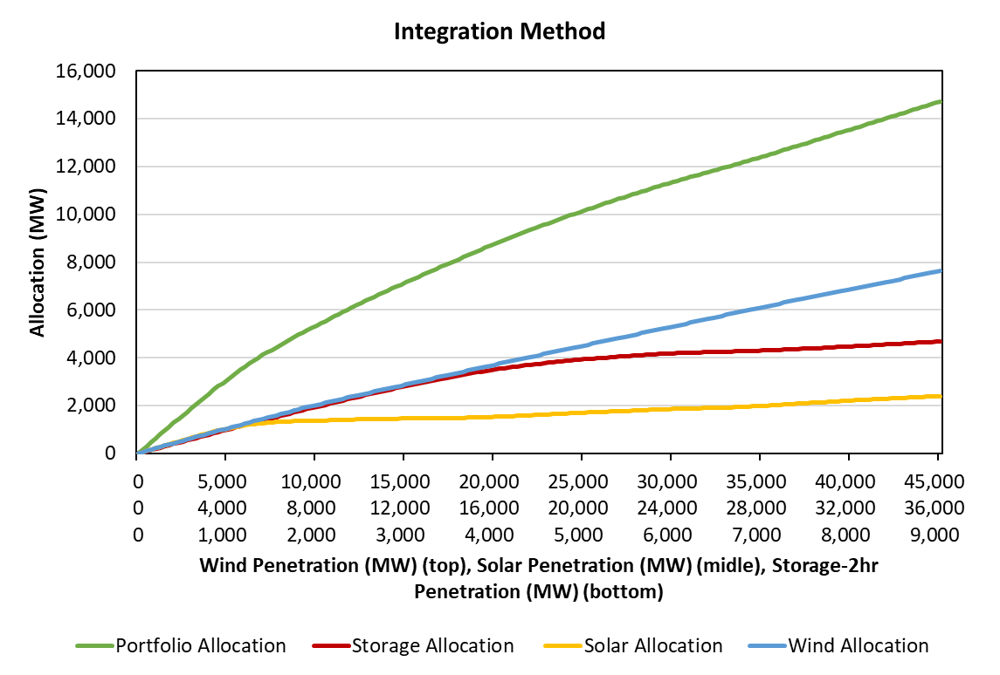 Integration Method
16,000
14,000
12,000
10,000
8,000
6,000
4,000
2,000
0
Allocation (MW)
0 5,000 10,000 15,000 20,000 25,000 30,000 35,000 40,000 45,000
0 4,000 8,000 12,000 16,000 20,000 24,000 28,000 32,000 36,000
0 1,000 2,000 3,000 4,000 5,000 6,000 7,000 8,000 9,000
Wind Penetration (MW) (top), Solar Penetration (MW) (midle), Storage-2hr
Penetration (MW) (bottom)
Portfolio Allocation Storage Allocation Solar Allocation Wind Allocation